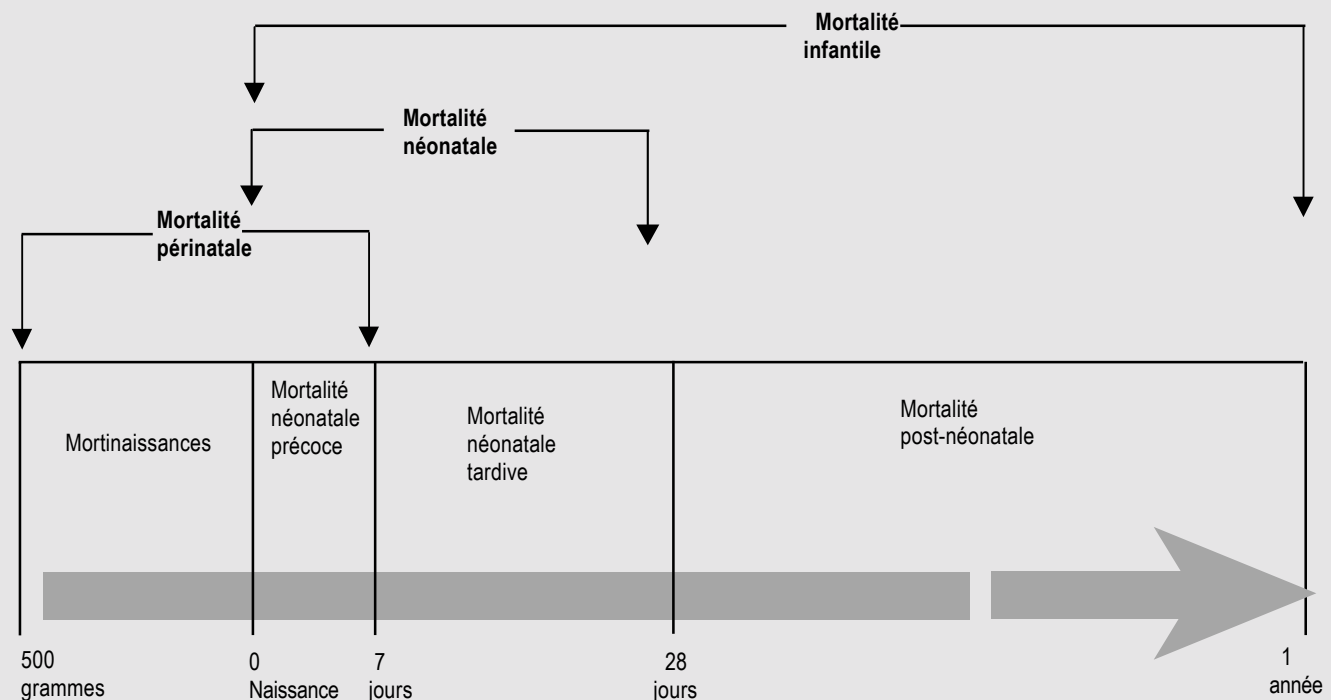 Mortalité
infantile
Mortalité
néonatale
Mortalité
périnatale
Mortinaissances
Mortalité
néonatale
précoce
Mortalité
néonatale
tardive
Mortalité
post-néonatale
500
grammes
0
Naissance
7
jours
28
jours
1
année